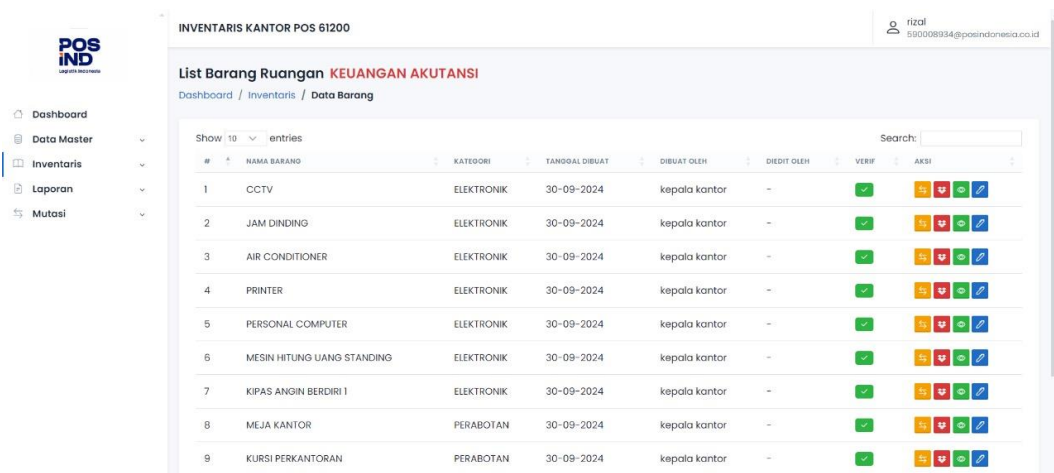 POS
IND
Logistik Indonesia
INVENTARIS KANTOR POS 61200
rizal
590008934@posindonesia.co.id
List Barang Ruangan KEUANGAN AKUTANSI
Dashboard / Inventaris / Data Barang
Dashboard
Data Master
Inventaris
Laporan
Mutasi
Show 10 entries
Search:
# NAMA BARANG KATEGORI TANGGAL DIBUAT DIBUAT OLEH DIEDIT OLEH VERIF AKSI
1 CCTV ELEKTRONIK 30-09-2024 kepala kantor -
2 JAM DINDING ELEKTRONIK 30-09-2024 kepala kantor -
3 AIR CONDITIONER ELEKTRONIK 30-09-2024 kepala kantor -
4 PRINTER ELEKTRONIK 30-09-2024 kepala kantor -
5 PERSONAL COMPUTER ELEKTRONIK 30-09-2024 kepala kantor -
6 MESIN HITUNG UANG STANDING ELEKTRONIK 30-09-2024 kepala kantor -
7 KIPAS ANGIN BERDIRI 1 ELEKTRONIK 30-09-2024 kepala kantor -
8 MEJA KANTOR PERABOTAN 30-09-2024 kepala kantor -
9 KURSI PERKANTORAN PERABOTAN 30-09-2024 kepala kantor -